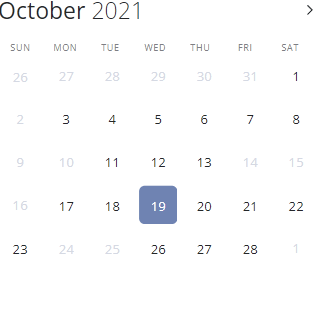 October 2021
SUN MON TUE WED THU FRI SAT
26 27 28 29 30 31 1
2 3 4 5 6 7 8
9 10 11 12 13 14 15
16 17 18 19 20 21 22
23 24 25 26 27 28 1